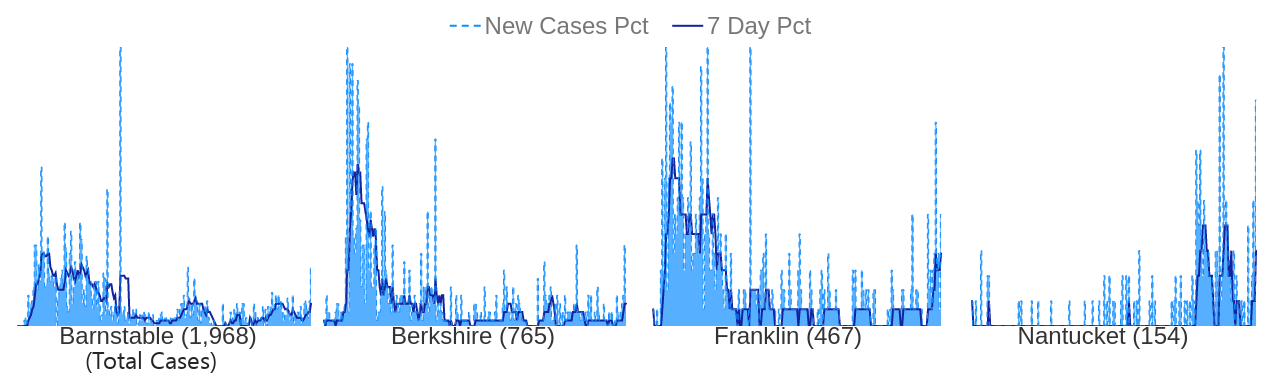 New Cases Pct 7 Day Pct
Barnstable (1,968) Berkshire (765) Franklin (467) Nantucket (154)
(Total Cases)